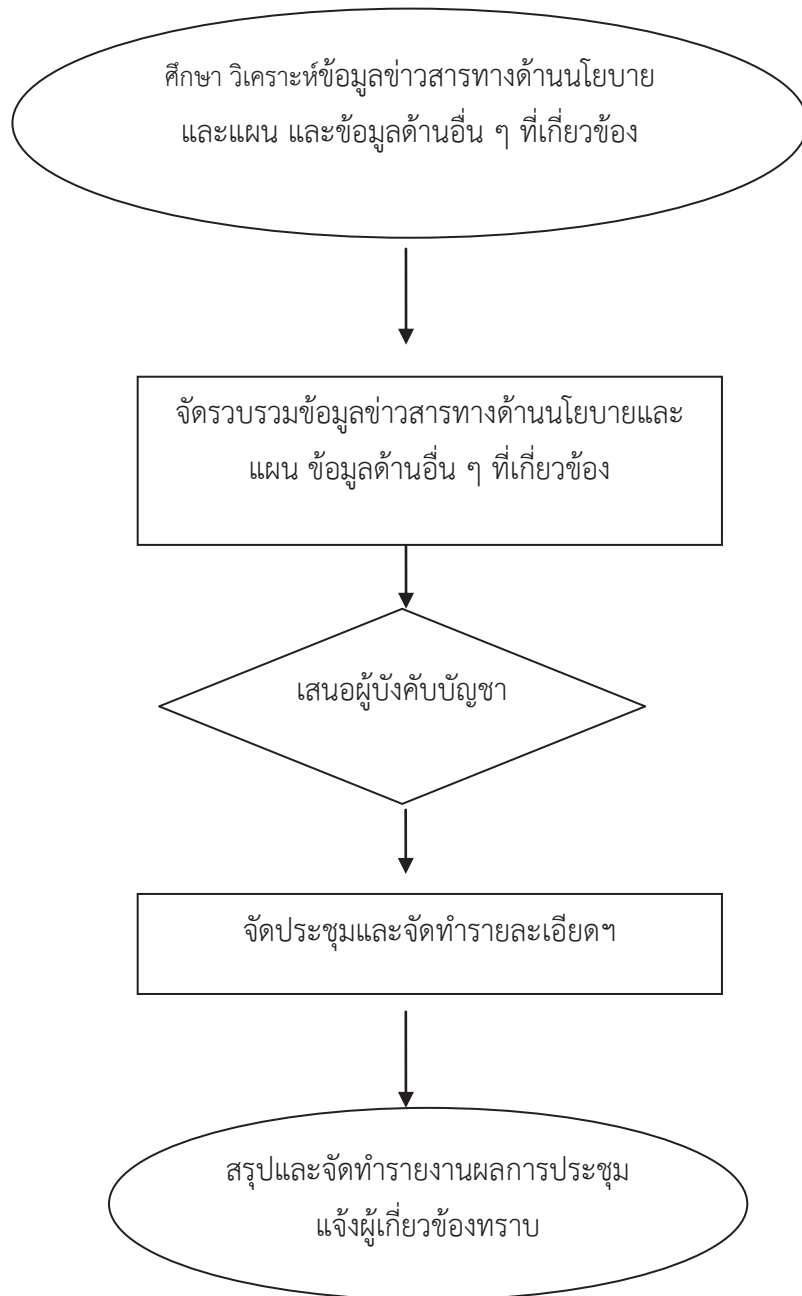 ศึกษา วิเคราะห์ข้อมูลข่าวสารทางด้านนโยบาย
และแผน และข้อมูลด้านอื่น ๆ ที่เกี่ยวข้อง
จัดรวบรวมข้อมูลข่าวสารทางด้านนโยบายและ
แผน ข้อมูลด้านอื่น ๆ ที่เกี่ยวข้อง
เสนอผู้บังคับบัญชา
จัดประชุมและจัดทำรายละเอียดฯ
สรุปและจัดทำรายงานผลการประชุม
แจ้งผู้เกี่ยวข้องทราบ